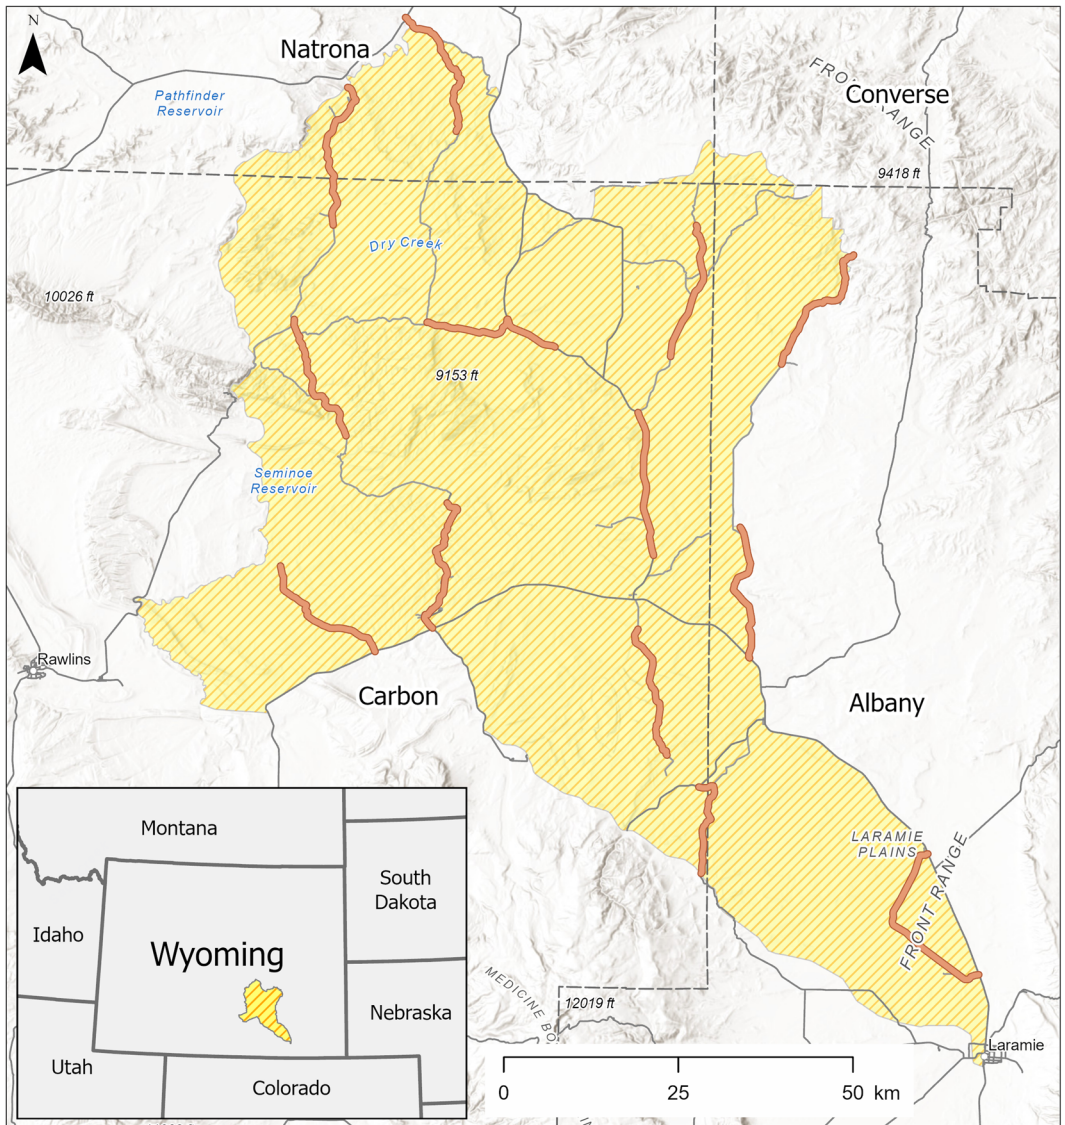 N
Natrona
Pathfinder
Reservoir
FRONT RANGE
Converse
9418 ft
Dry Creek
10026 ft
9153 ft
Seminoe
Reservoir
Rawlins
Carbon
Albany
LARAMIE
PLAINS
FRONT RANGE
MEDICINE BO
12019 ft
Laramie
Montana
South
Dakota
Idaho
Wyoming
Nebraska
Utah
Colorado
0 25 50 km